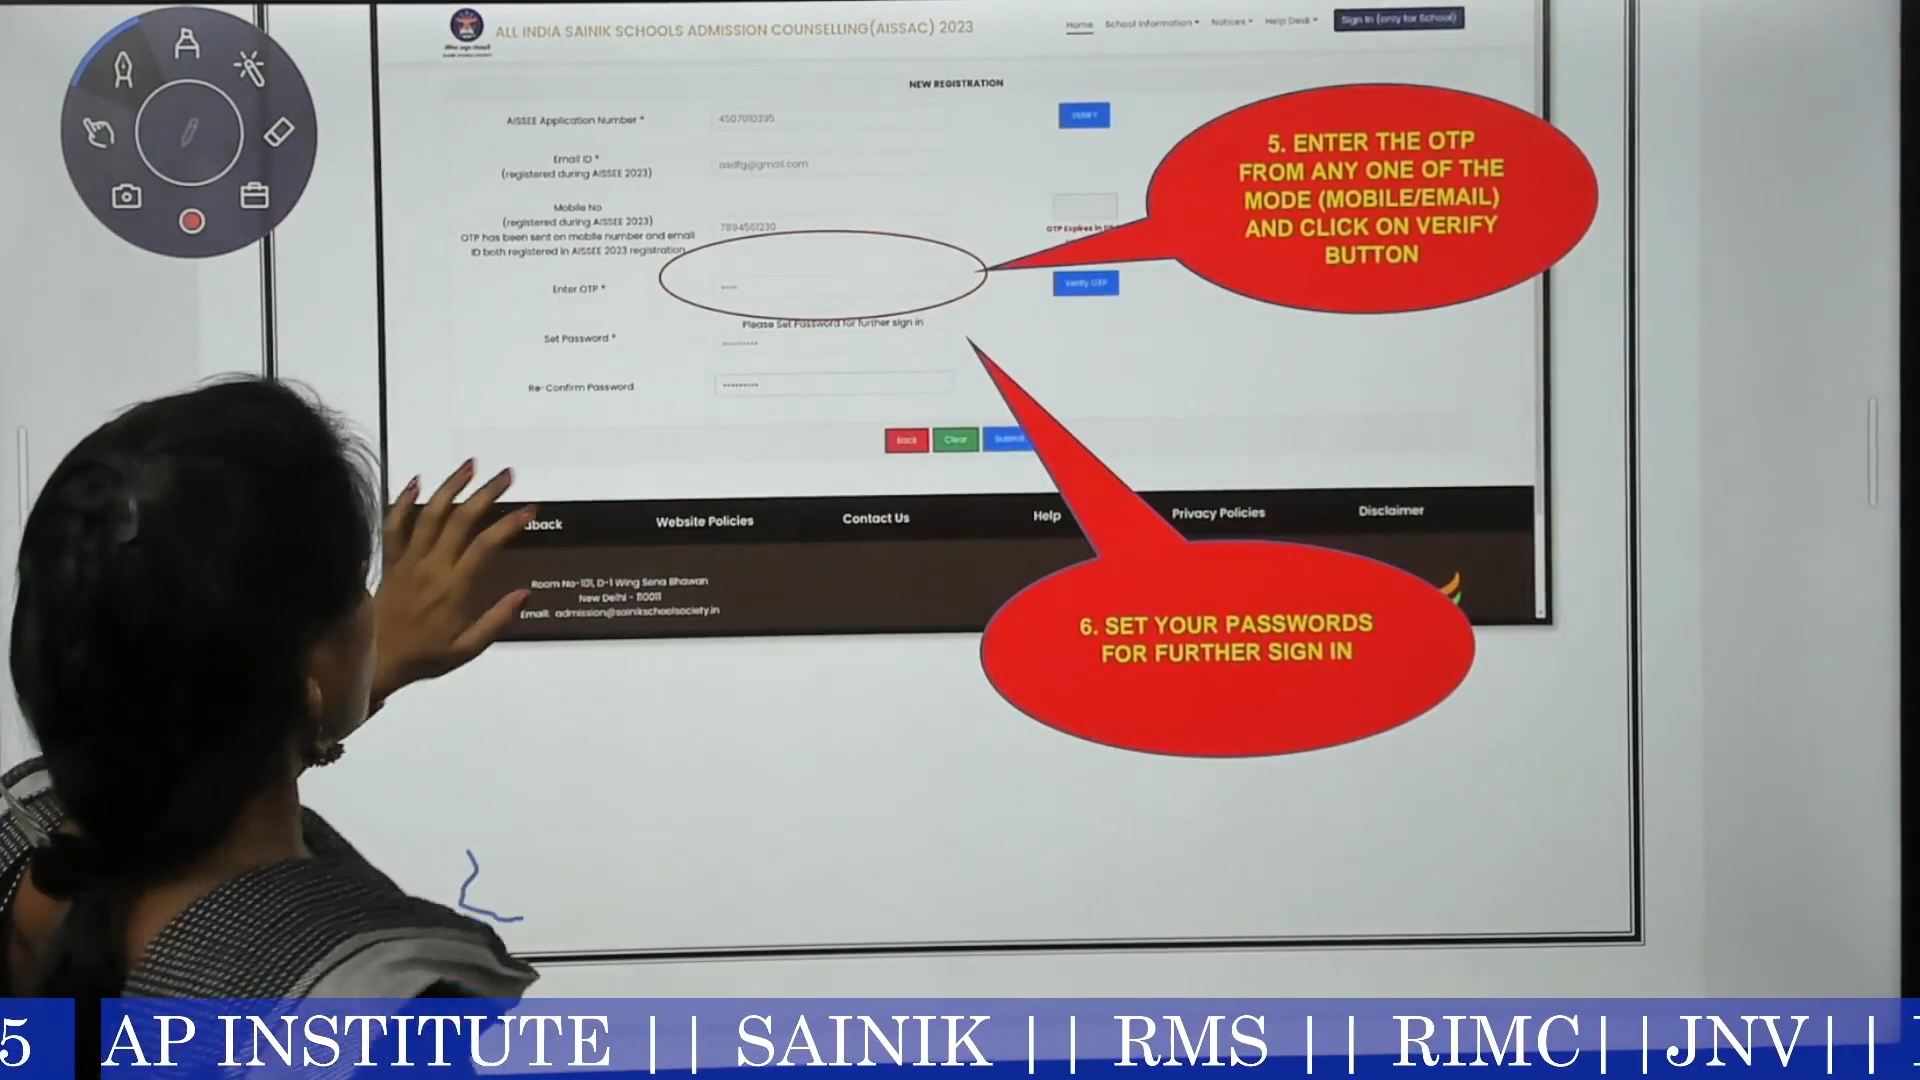 ALL INDIA SAINIK SCHOOLS ADMISSION COUNSELLING(AISSAC) 2023
Home School Information Notices Help Desk Sign In (only for School)
NEW REGISTRATION
AISSEE Application Number *
4507010395
VERIFY
Email ID *
(registered during AISSEE 2023)
asdfg@gmail.com
Mobile No
(registered during AISSEE 2023)
OTP has been sent on mobile number and email
ID both registered in AISSEE 2023 registration
7894561230
OTP Expires in
Enter OTP *
Verify OTP
Please Set Password for further sign in
Set Password *
Re-Confirm Password
Back Clear Submit
5. ENTER THE OTP
FROM ANY ONE OF THE
MODE (MOBILE/EMAIL)
AND CLICK ON VERIFY
BUTTON
6. SET YOUR PASSWORDS
FOR FURTHER SIGN IN
dback Website Policies Contact Us Help Privacy Policies Disclaimer
Room No-101, D-1 Wing Sena Bhawan
New Delhi - 110011
Email: admission@sainikschoolsociety.in
5 AP INSTITUTE || SAINIK || RMS || RIMC||JNV||